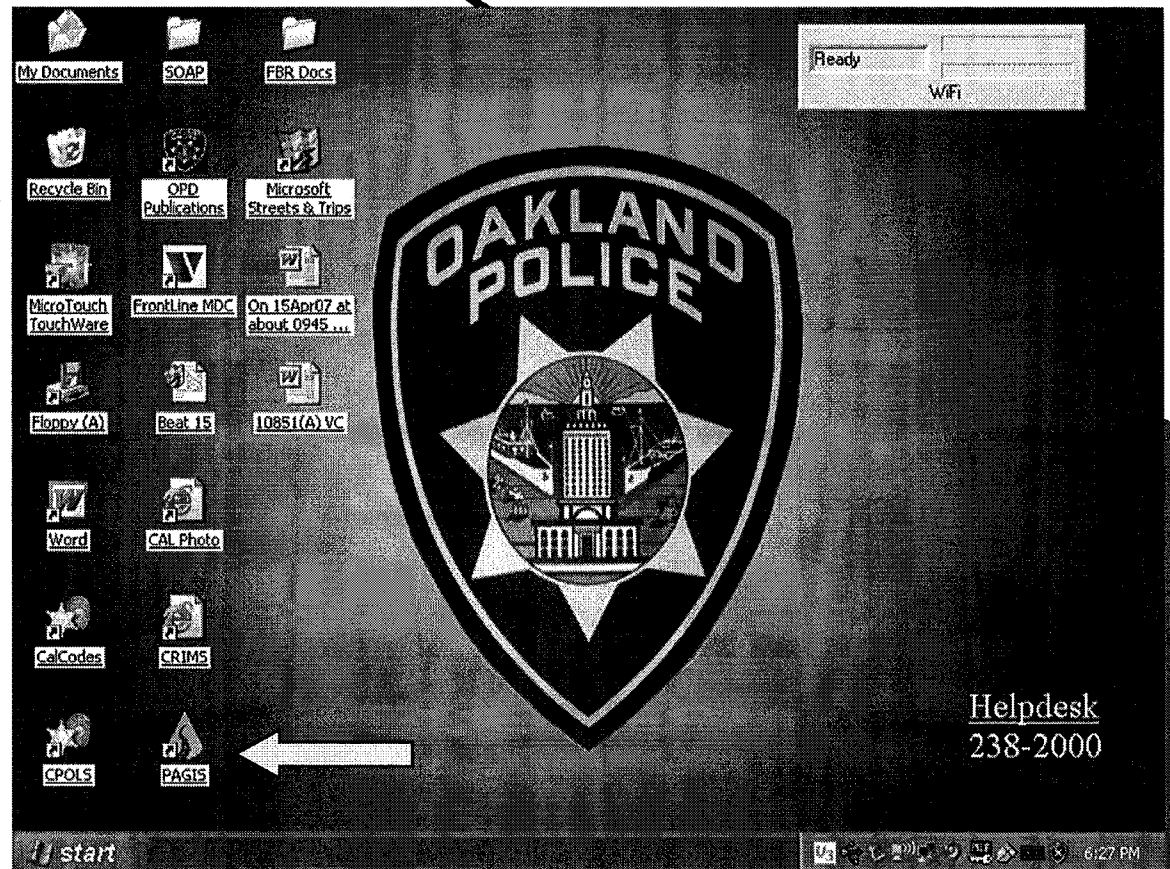 My Documents
SOAP
FBR Docs
Ready
WiFi
Recycle Bin
OPD
Publications
Microsoft
Streets & Trips
OAKLAND
POLICE
MicroTouch
TouchWare
FrontLine MDC
On 15Apr07 at
about 0945 ...
Floppy (A)
Beat 15
10851(A) VC
Word
CAL Photo
CalCodes
CRIMS
CPOLS
PAGIS
Helpdesk
238-2000
start
6:27 PM